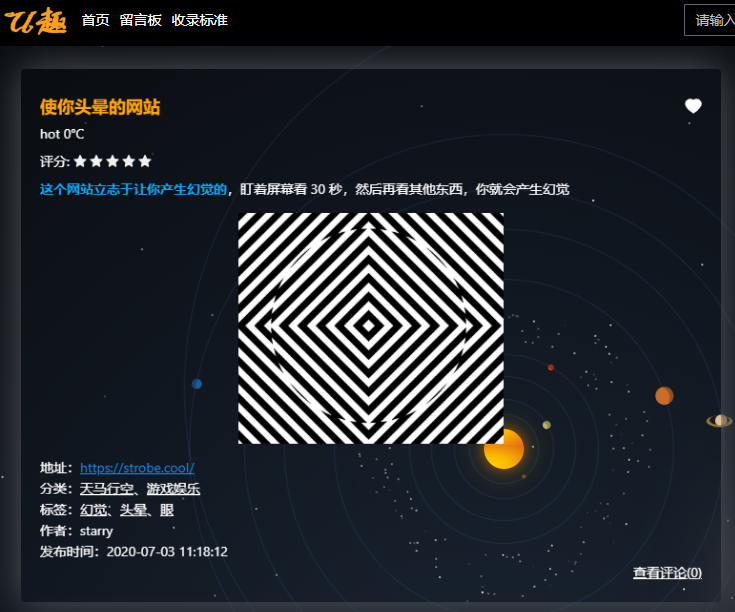 U趣 首页 留言板 收录标准 请输入
使你头晕的网站
hot 0℃
评分:
这个网站立志于让你产生幻觉的，盯着屏幕看 30 秒，然后再看其他东西，你就会产生幻觉
地址：https://strobe.cool/
分类：天马行空、游戏娱乐
标签：幻觉、头晕、眼
作者：starry
发布时间：2020-07-03 11:18:12
查看评论(0)